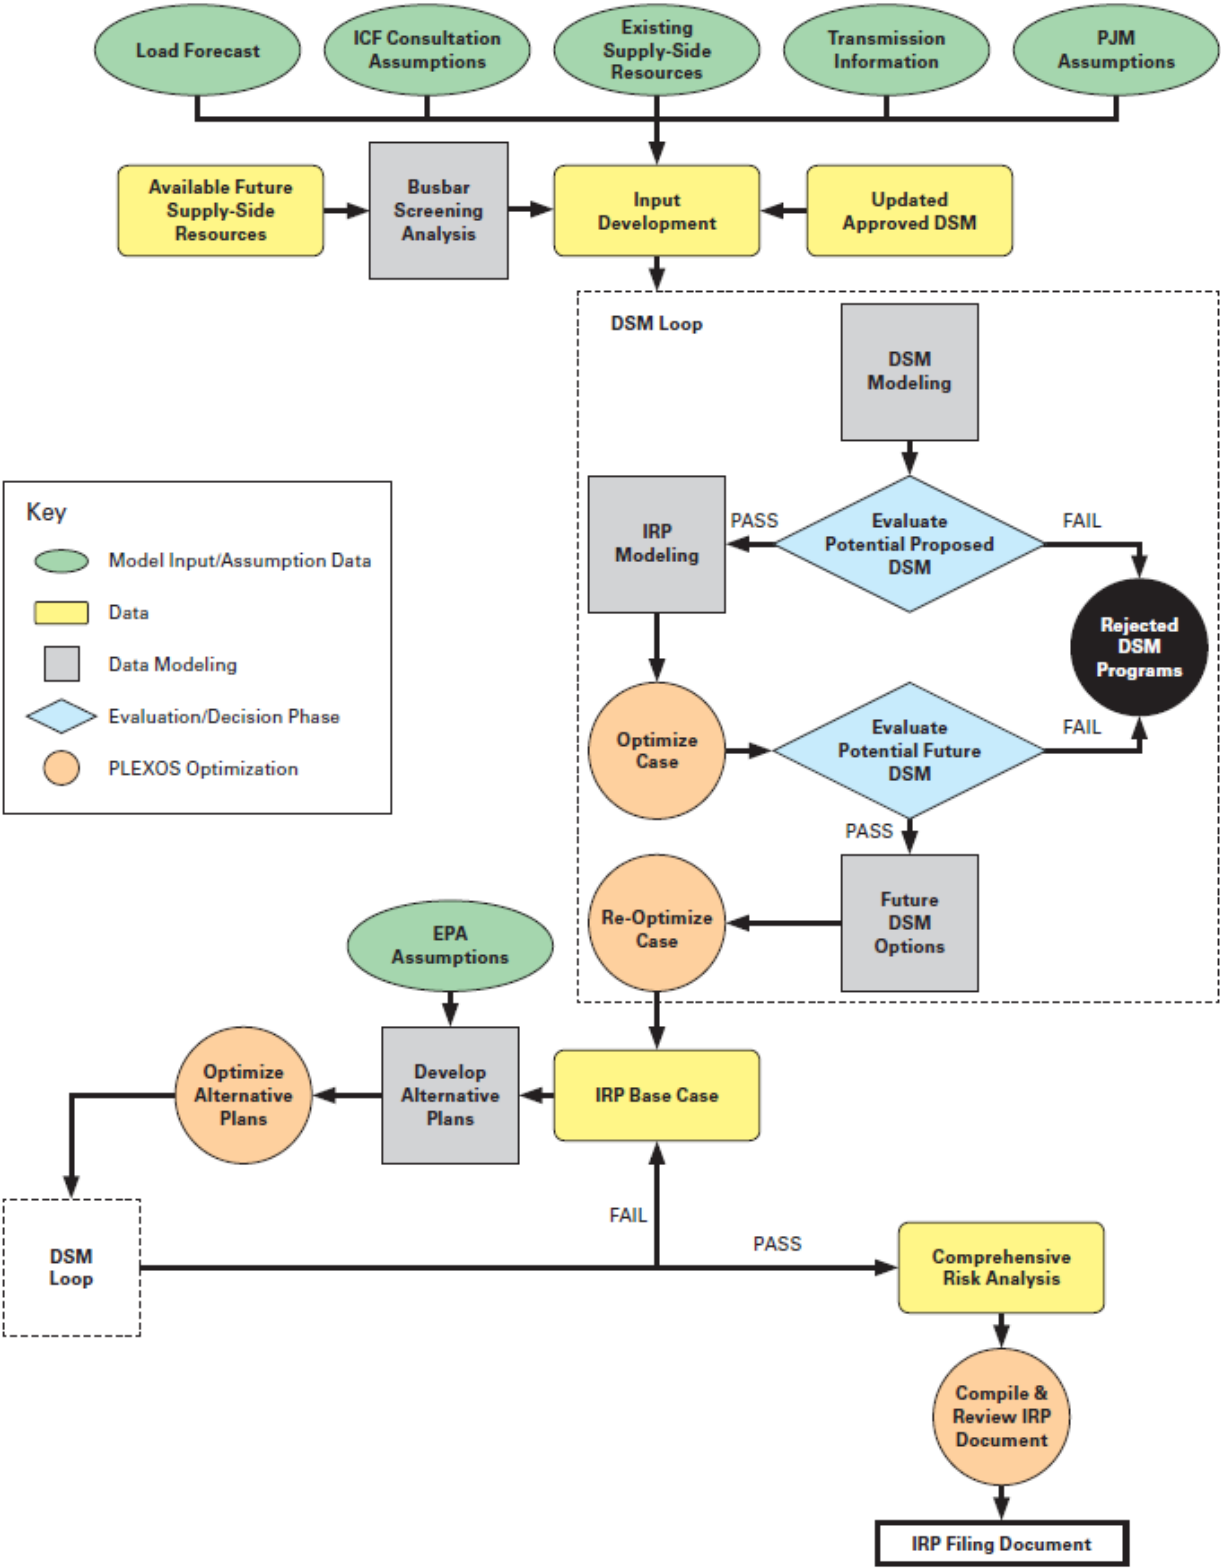 Load Forecast
ICF Consultation
Assumptions
Existing
Supply-Side
Resources
Transmission
Information
PJM
Assumptions
Available Future
Supply-Side
Resources
Busbar
Screening
Analysis
Input
Development
Updated
Approved DSM
DSM Loop
DSM
Modeling
Key
Model Input/Assumption Data
Data
Data Modeling
Evaluation/Decision Phase
PLEXOS Optimization
IRP
Modeling
PASS
Evaluate
Potential Proposed
DSM
FAIL
Rejected
DSM
Programs
Optimize
Case
Evaluate
Potential Future
DSM
FAIL
PASS
Re-Optimize
Case
Future
DSM
Options
EPA
Assumptions
Optimize
Alternative
Plans
Develop
Alternative
Plans
IRP Base Case
DSM
Loop
FAIL
PASS
Comprehensive
Risk Analysis
Compile &
Review IRP
Document
IRP Filing Document